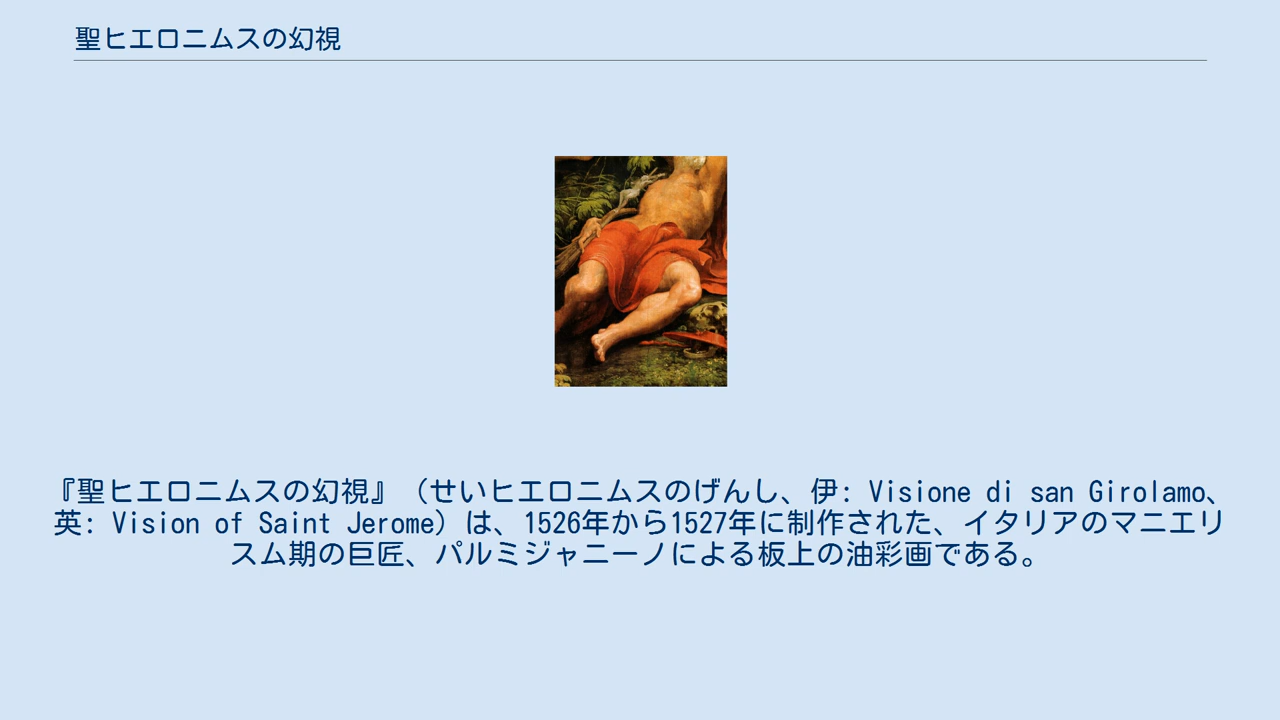 聖ヒエロニムスの幻視
『聖ヒエロニムスの幻視』（せいヒエロニムスのげんし、伊: Visione di san Girolamo、
英: Vision of Saint Jerome）は、1526年から1527年に制作された、イタリアのマニエリ
スム期の巨匠、パルミジャニーノによる板上の油彩画である。